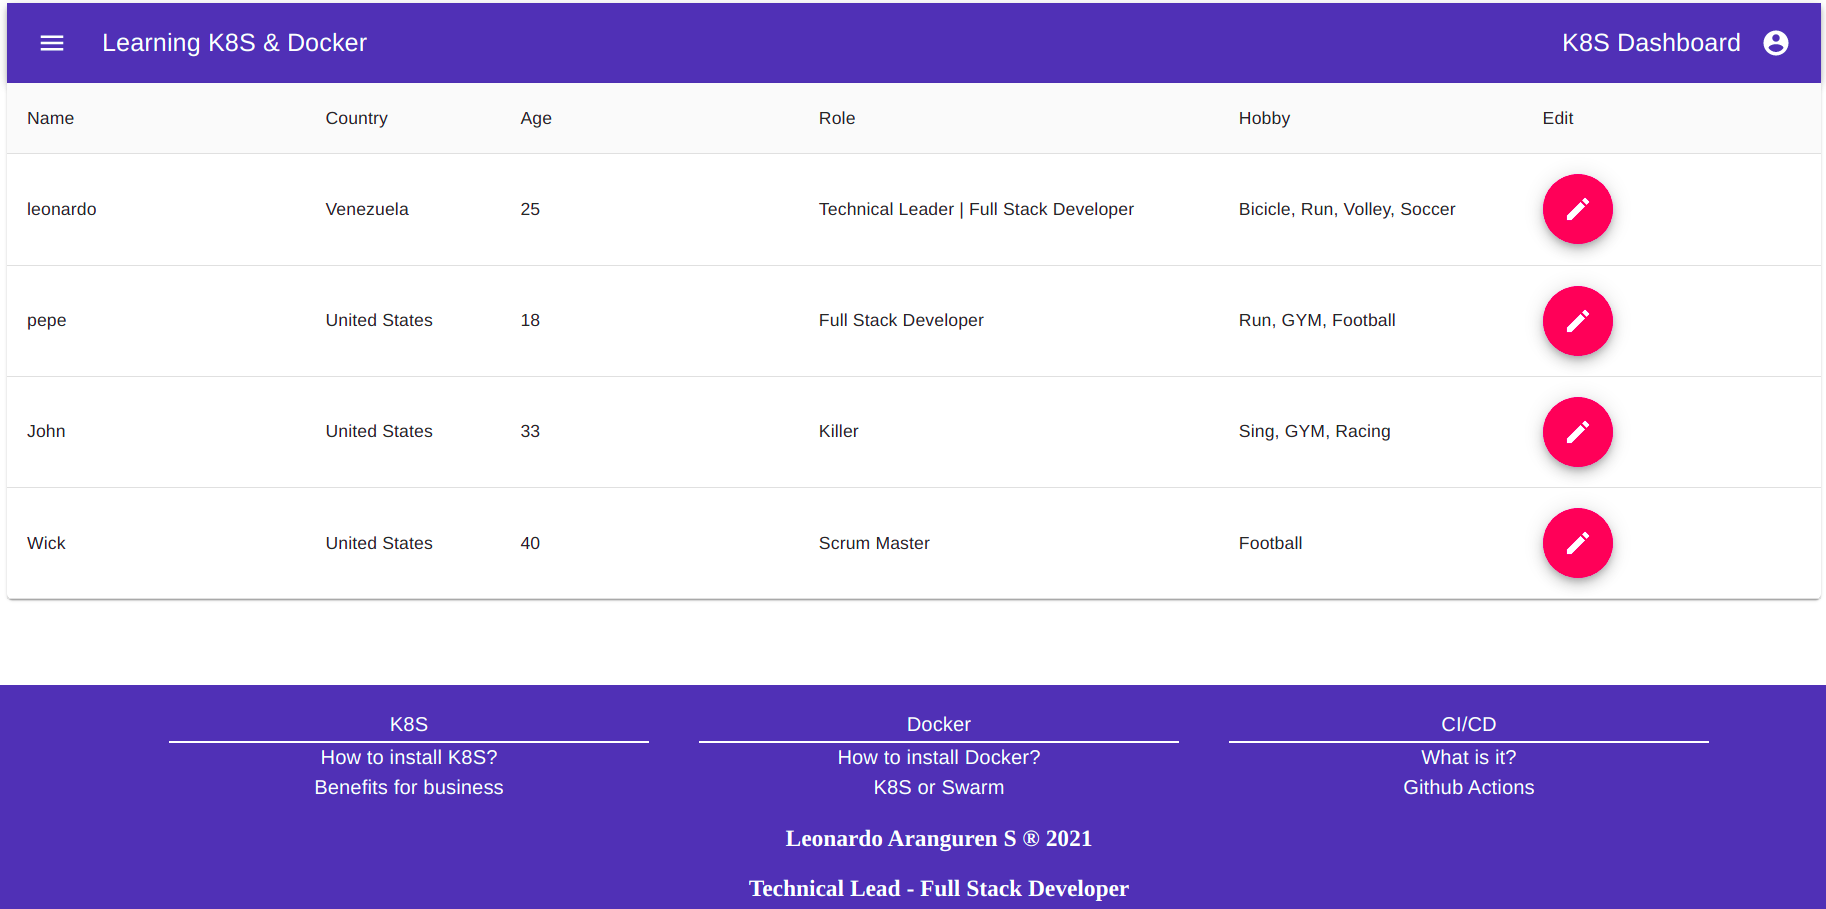 Learning K8S & Docker K8S Dashboard
Name Country Age Role Hobby Edit
leonardo Venezuela 25 Technical Leader | Full Stack Developer Bicicle, Run, Volley, Soccer
pepe United States 18 Full Stack Developer Run, GYM, Football
John United States 33 Killer Sing, GYM, Racing
Wick United States 40 Scrum Master Football
K8S Docker CI/CD
How to install K8S? How to install Docker? What is it?
Benefits for business K8S or Swarm Github Actions
Leonardo Aranguren S ® 2021
Technical Lead - Full Stack Developer